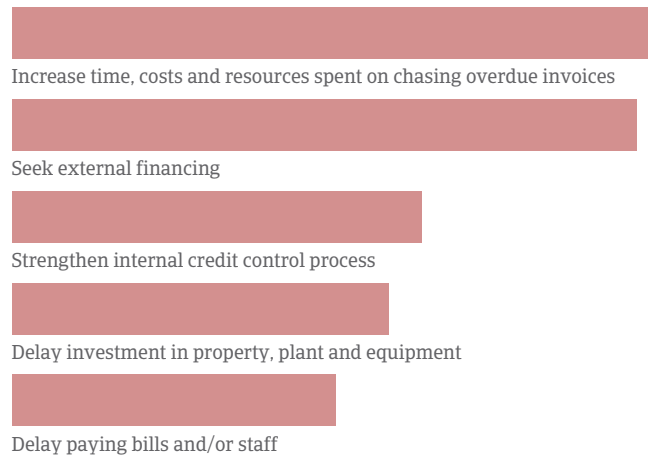 Increase time, costs and resources spent on chasing overdue invoices
Seek external financing
Strengthen internal credit control process
Delay investment in property, plant and equipment
Delay paying bills and/or staff